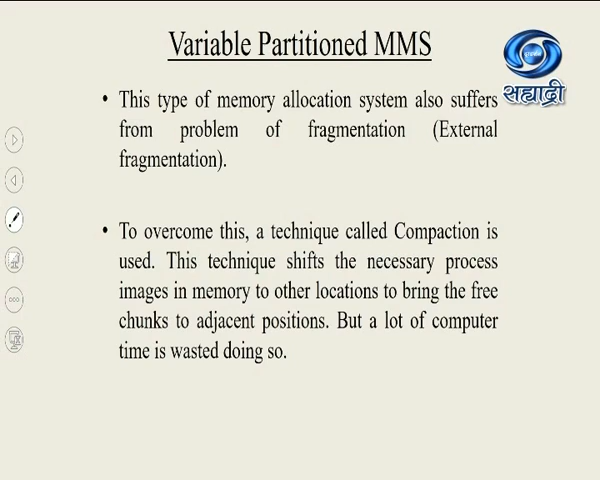 Variable Partitioned MMS
सह्याद्री
• This type of memory allocation system also suffers
from problem of fragmentation (External
fragmentation).
• To overcome this, a technique called Compaction is
used. This technique shifts the necessary process
images in memory to other locations to bring the free
chunks to adjacent positions. But a lot of computer
time is wasted doing so.